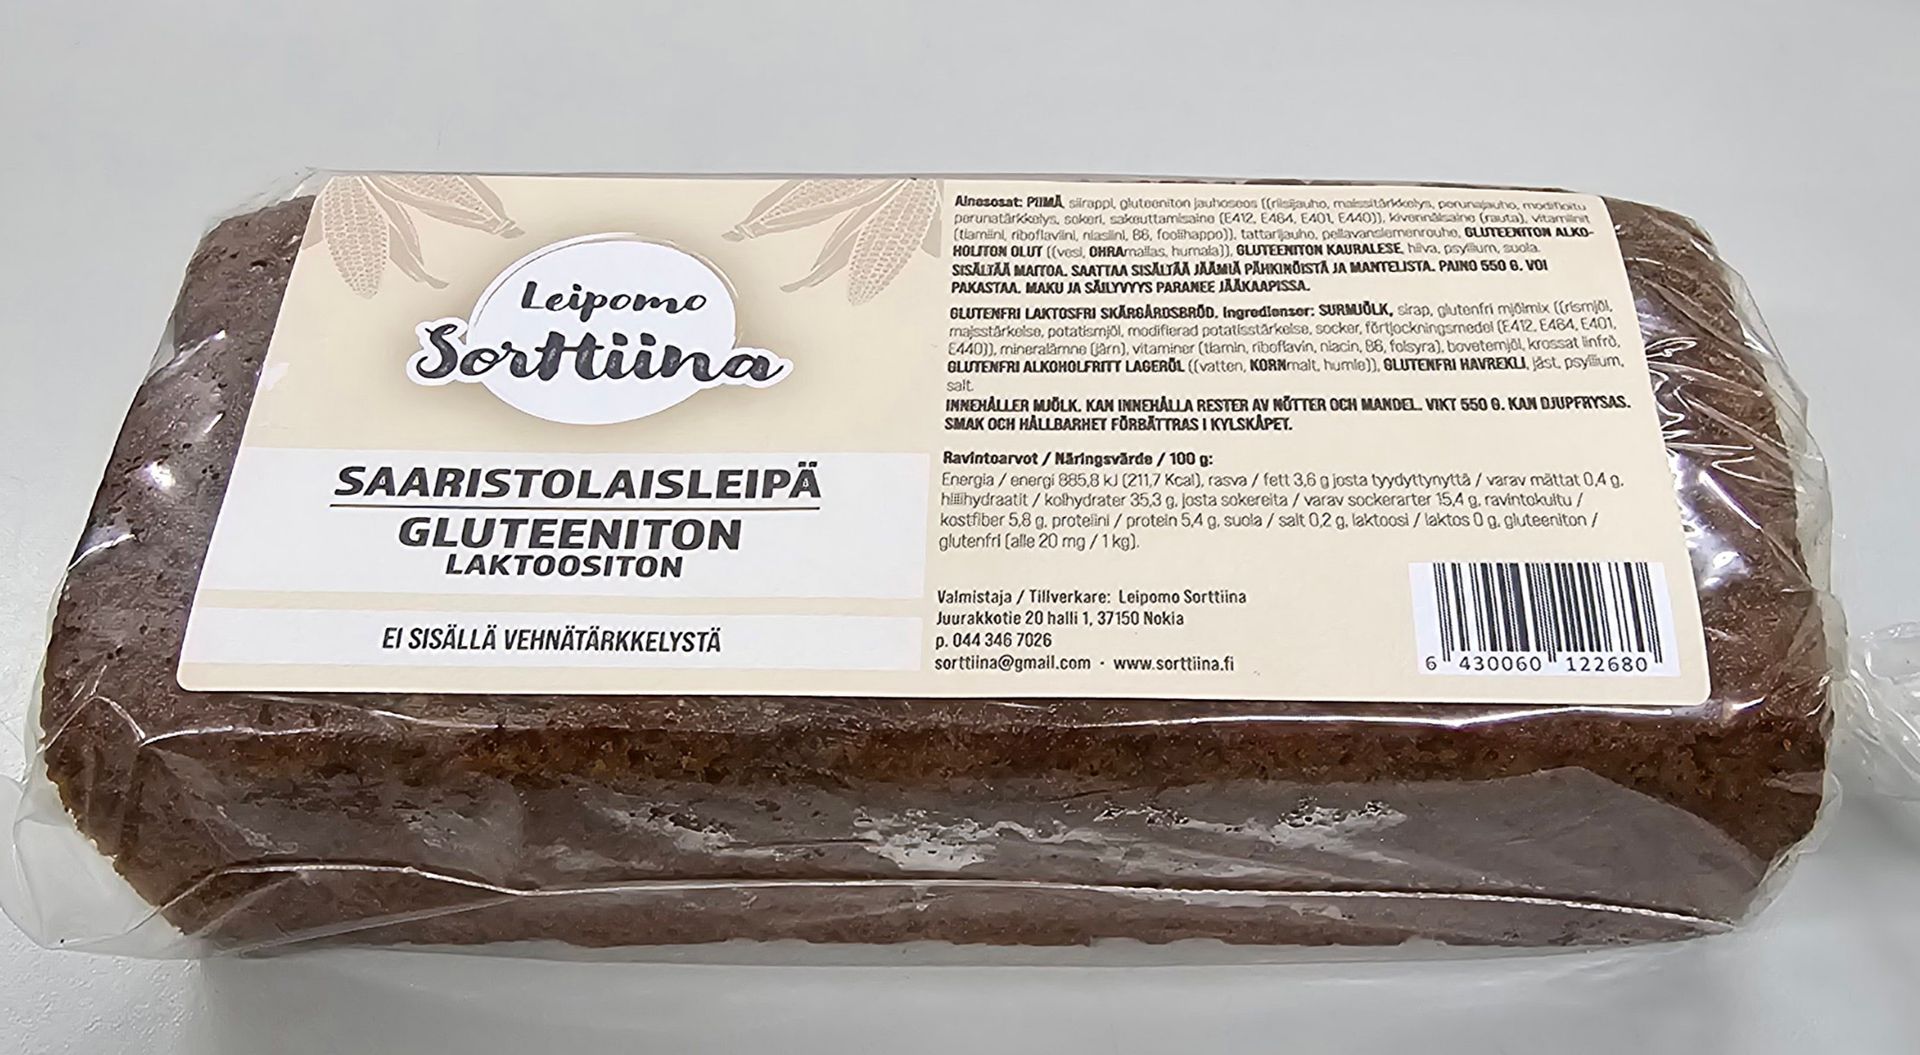 Leipomo
Sorttiina
SAARISTOLAISLEIPÄ
GLUTEENITON
LAKTOOSITON
EI SISÄLLÄ VEHNÄTÄRKKELYSTÄ
Ainesosat: PIIMÄ, siirappi, gluteeniton jauhoseos ((riisijauho, maissitärkkelys, perunajauho, modifioitu
perunatärkkelys, sokeri, sakeuttamisaine (E412, E464, E401, E440)), kivennäisaine (rauta), vitamiinit
(tiamiini, riboflaviini, niasiini, B6, foolihappo)), tattarijauho, pellavansiemenrouhe, GLUTEENITON ALKO-
HOLITON OLUT ((vesi, OHRAmallas, humala)), GLUTEENITON KAURALESE, hiiva, psyllium, suola.
SISÄLTÄÄ MAITOA. SAATTAA SISÄLTÄÄ JÄÄMIÄ PÄHKINÖISTÄ JA MANTELISTA. PAINO 550 G. VOI
PAKASTAA. MAKU JA SÄILYVYYS PARANEE JÄÄKAAPISSA.
GLUTENFRI LAKTOSFRI SKÄRGÅRDSBRÖD. Ingredienser: SURMJÖLK, sirap, glutenfri mjölmix ((rismjöl,
majsstärkelse, potatismjöl, modifierad potatisstärkelse, socker, förtjockningsmedel (E412, E464, E401,
E440)), mineralämne (järn), vitaminer (tiamin, riboflavin, niacin, B6, folsyra), bovetemjöl, krossat linfrö,
GLUTENFRI ALKOHOLFRITT LAGERÖL ((vatten, KORNmalt, humle)), GLUTENFRI HAVREKLI, jäst, psyllium,
salt.
INNEHÅLLER MJÖLK. KAN INNEHÅLLA RESTER AV NÖTTER OCH MANDEL. VIKT 550 G. KAN DJUPFRYSAS.
SMAK OCH HÅLLBARHET FÖRBÄTTRAS I KYLSKÅPET.
Ravintoarvot / Näringsvärde / 100 g:
Energia / energi 885,8 kJ (211,7 Kcal), rasva / fett 3,6 g josta tyydyttynyttä / varav mättat 0,4 g,
hiilihydraatit / kolhydrater 35,3 g, josta sokereita / varav sockerarter 15,4 g, ravintokuitu /
kostfiber 5,8 g, proteiini / protein 5,4 g, suola / salt 0,2 g, laktoosi / laktos 0 g, gluteeniton /
glutenfri (alle 20 mg / 1 kg).
Valmistaja / Tillverkare: Leipomo Sorttiina
Juurakkotie 20 halli 1, 37150 Nokia
p. 044 346 7026
sorttiina@gmail.com · www.sorttiina.fi
6 430060 122680